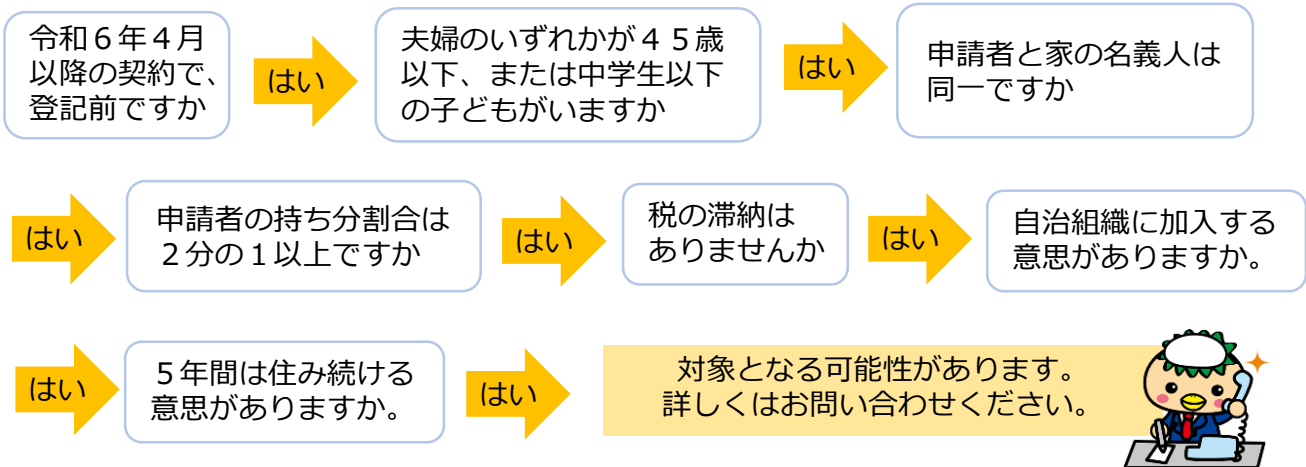 令和６年４月
以降の契約で、
登記前ですか
はい
夫婦のいずれかが４５歳
以下、または中学生以下
の子どもがいますか
はい
申請者と家の名義人は
同一ですか
はい
申請者の持ち分割合は
２分の１以上ですか
はい
税の滞納は
ありませんか
はい
自治組織に加入する
意思がありますか。
はい
５年間は住み続ける
意思がありますか。
はい
対象となる可能性があります。
詳しくはお問い合わせください。